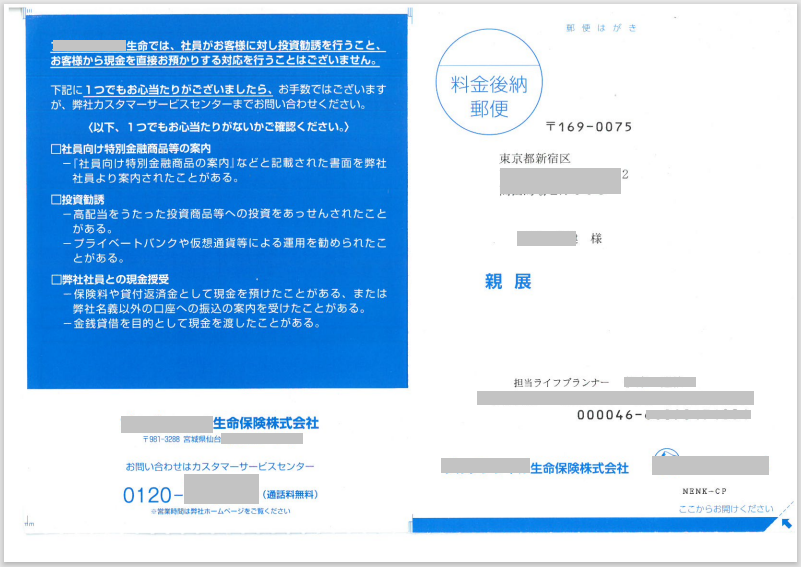 生命では、社員がお客様に対し投資勧誘を行うこと、
お客様から現金を直接お預かりする対応を行うことはございません。
下記に1つでもお心当たりがございましたら、お手数ではございます
が、弊社カスタマーサービスセンターまでお問い合わせください。
〈以下、1つでもお心当たりがないかご確認ください。〉
□社員向け特別金融商品等の案内
－『社員向け特別金融商品の案内』などと記載された書面を弊社
社員より案内されたことがある。
□投資勧誘
－高配当をうたった投資商品等への投資をあっせんされたこと
がある。
－プライベートバンクや仮想通貨等による運用を勧められたこ
とがある。
□弊社社員との現金授受
－保険料や貸付返済金として現金を預けたことがある、または
弊社名義以外の口座への振込の案内を受けたことがある。
－金銭貸借を目的として現金を渡したことがある。
生命保険株式会社
〒981-3288 宮城県仙台
お問い合わせはカスタマーサービスセンター
0120-
(通話料無料)
※営業時間は弊社ホームページをご覧ください
郵便はがき
料金後納
郵便
〒169-0075
東京都新宿区
2
様
親展
担当ライフプランナー
000046-
生命保険株式会社
NENK-CP
ここからお開けください